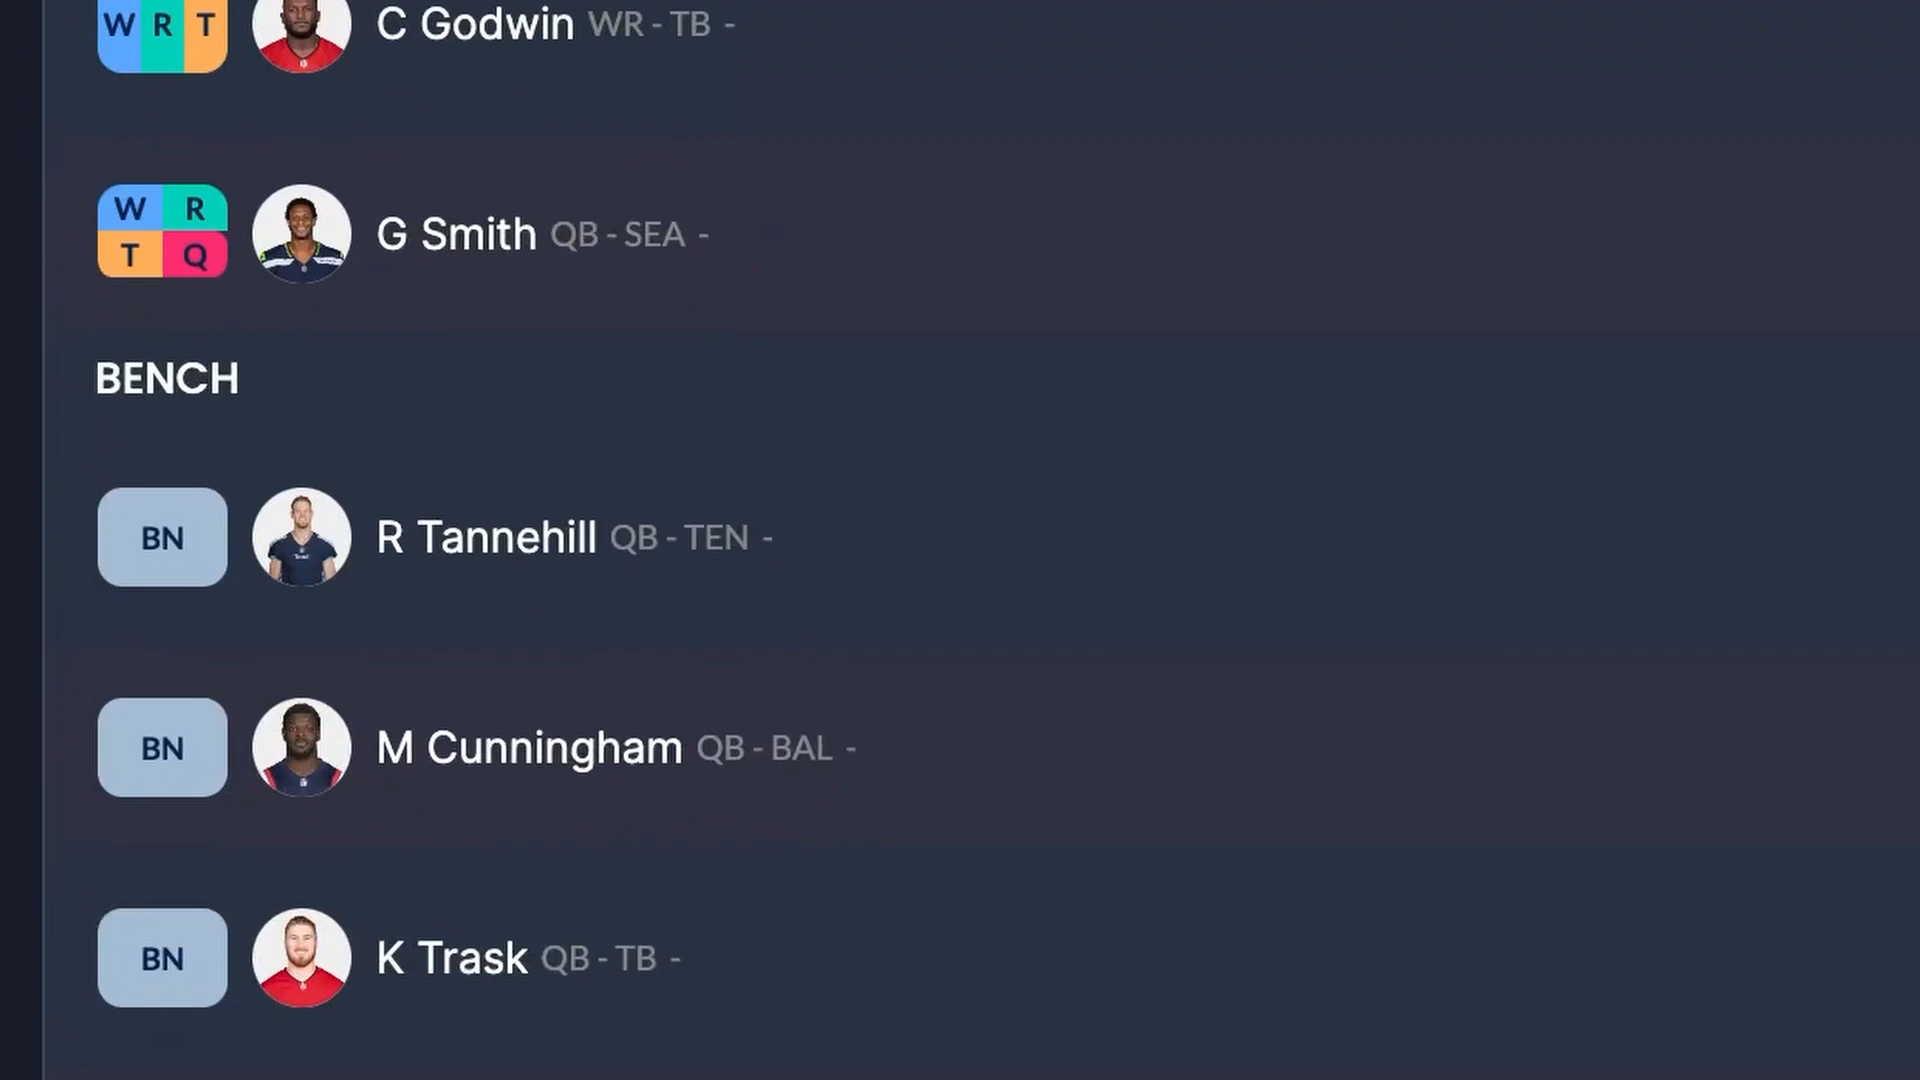 W R T C Godwin WR - TB -
W R
T Q
G Smith QB - SEA -
BENCH
BN R Tannehill QB - TEN -
BN M Cunningham QB - BAL -
BN K Trask QB - TB -